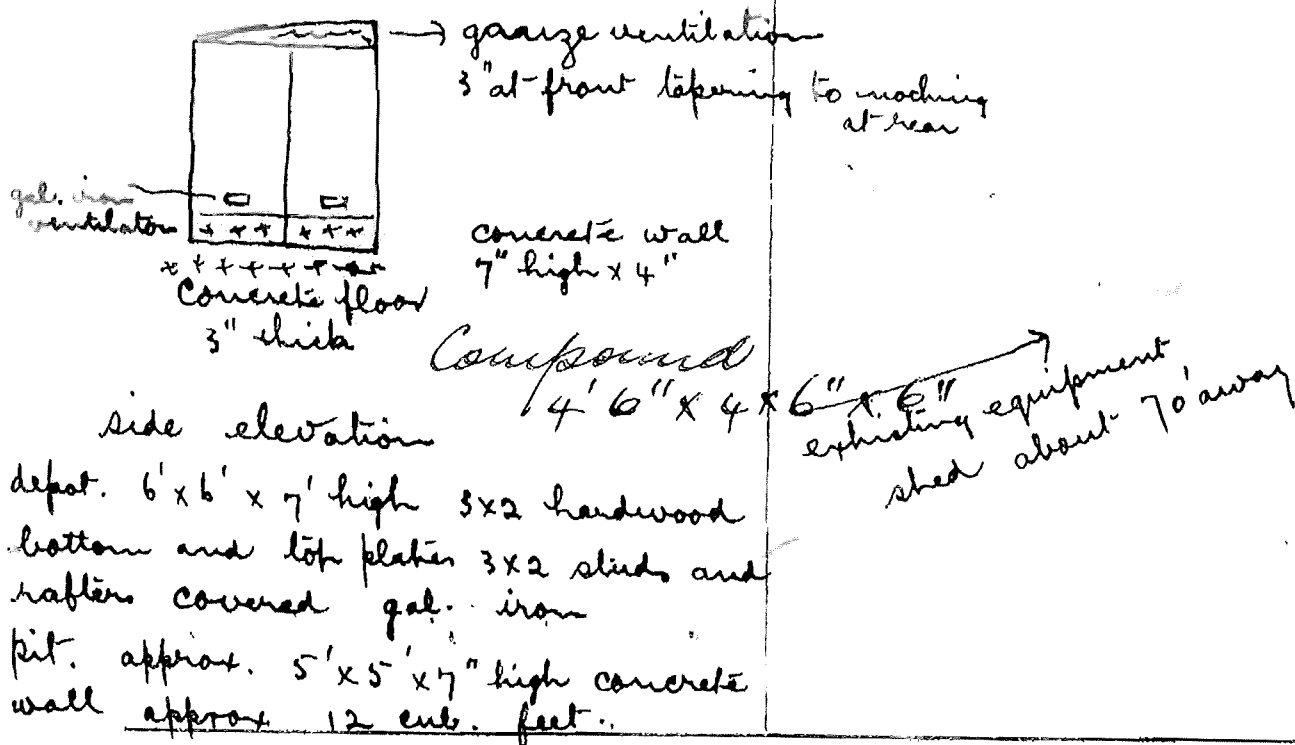 gaarze ventilation
3" at front tapering to nothing
at rear
gal. iron
ventilators
concrete wall
7" high x 4"
Concrete floor
3" thick
Compound
4' 6" x 4 x 6" x 6"
exhisting equipment
shed about 70' away
side elevation
depot. 6' x 6' x 7' high 3x2 hardwood
bottom and top plates 3x2 studs and
rafters covered gal. iron
pit. approx. 5' x 5' x 7" high concrete
wall approx 12 cub. feet.